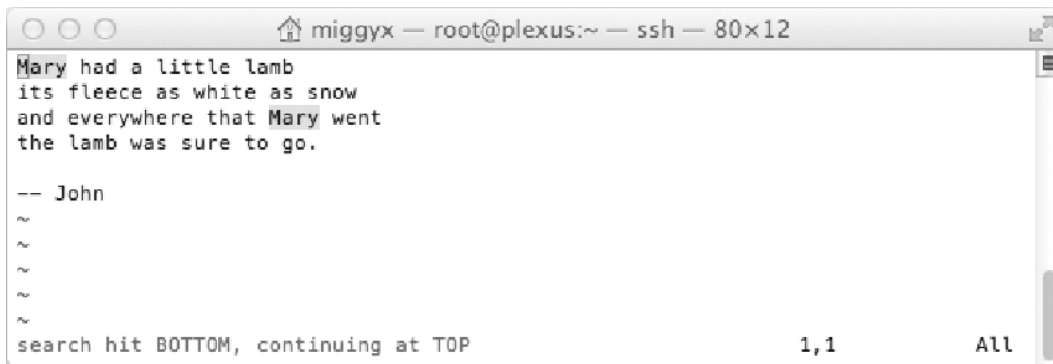 miggyx — root@plexus:~ — ssh — 80×12
Mary had a little lamb
its fleece as white as snow
and everywhere that Mary went
the lamb was sure to go.
-- John
~
~
~
~
~
search hit BOTTOM, continuing at TOP 1,1 All